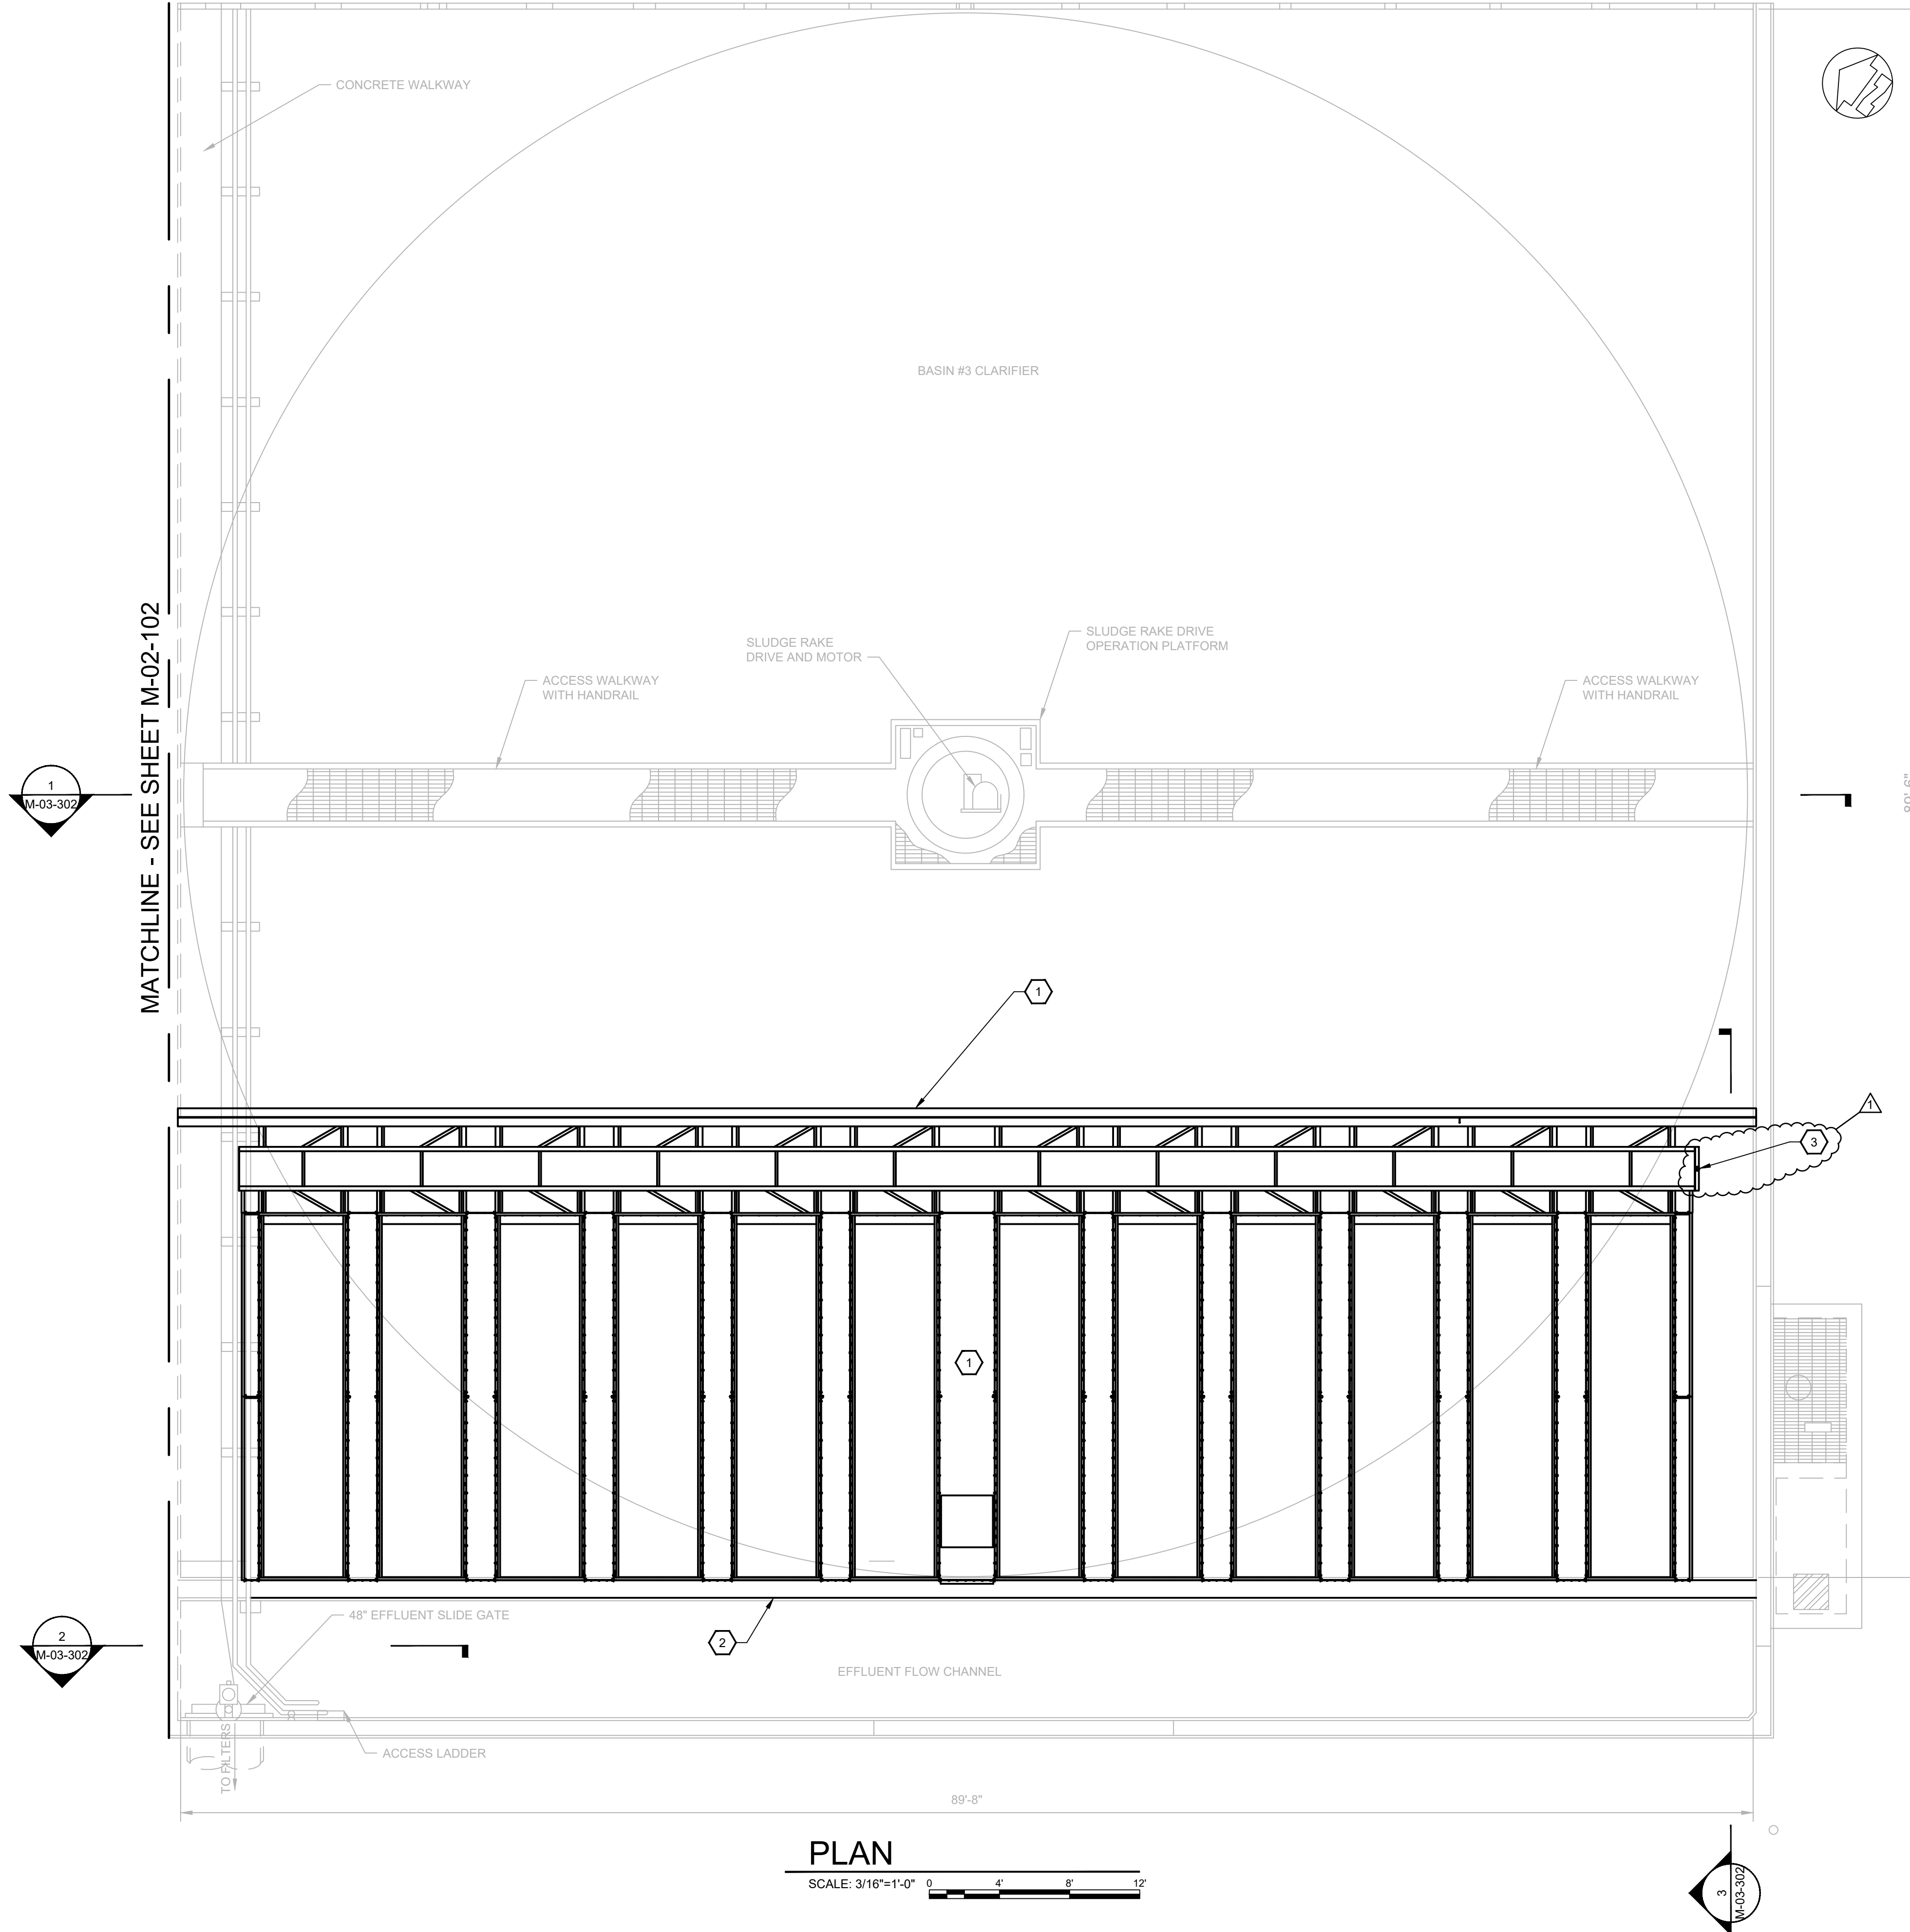 CONCRETE WALKWAY
BASIN #3 CLARIFIER
SLUDGE RAKE
DRIVE AND MOTOR
SLUDGE RAKE DRIVE
OPERATION PLATFORM
ACCESS WALKWAY
WITH HANDRAIL
ACCESS WALKWAY
WITH HANDRAIL
MATCHLINE - SEE SHEET M-02-102
1
M-03-302
1
1
3
1
2
M-03-302
48" EFFLUENT SLIDE GATE
2
EFFLUENT FLOW CHANNEL
ACCESS LADDER
TO FILTERS
89'-8"
PLAN
SCALE: 3/16"=1'-0"
0 4' 8' 12'
3
M-03-302